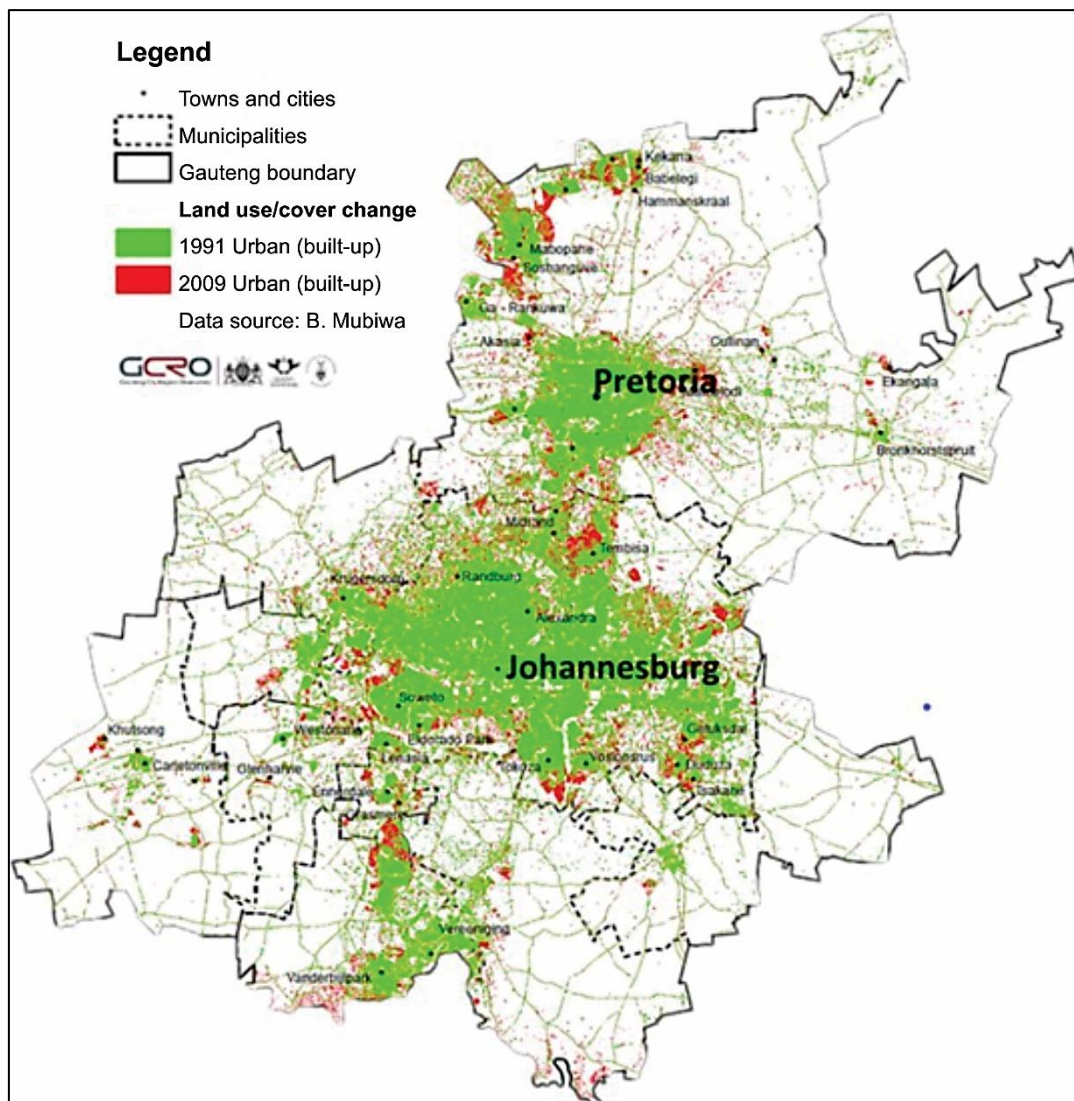 Legend
Towns and cities
Municipalities
Gauteng boundary
Land use/cover change
1991 Urban (built-up)
2009 Urban (built-up)
Data source: B. Mubiwa
GCRO
Kekana
Babelegi
Hammanskraal
Mabopane
Soshanguve
Ga - Rankuwa
Akasia
Cullinan
Pretoria
Ekangala
Bronkhorstspruit
Midrand
Tembisa
Krugersdorp
Randburg
Alexandra
Johannesburg
Soweto
Khutsong
Westonaria
Eldorado Park
Carletonville
Glenharvie
Lenasia
Tokoza
Vosloorus
Duduza
Tsakane
Ennerdale
Vereeniging
Vanderbijlpark